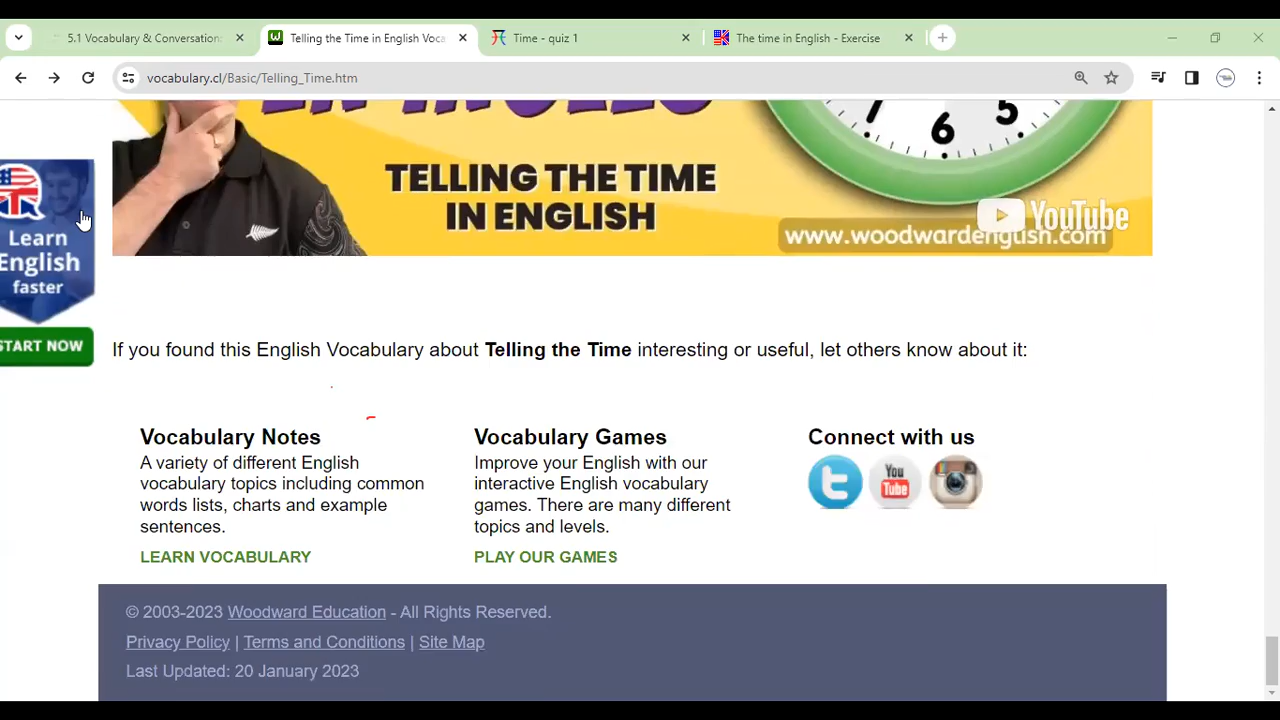 5.1 Vocabulary & Conversation
Telling the Time in English Voca
Time - quiz 1
The time in English - Exercise
vocabulary.cl/Basic/Telling_Time.htm
EN INGLÉS
7 6 5
TELLING THE TIME
IN ENGLISH
YouTube
www.woodwardenglish.com
Learn
English
faster
START NOW
If you found this English Vocabulary about Telling the Time interesting or useful, let others know about it:
Vocabulary Notes
A variety of different English
vocabulary topics including common
words lists, charts and example
sentences.
LEARN VOCABULARY
Vocabulary Games
Improve your English with our
interactive English vocabulary
games. There are many different
topics and levels.
PLAY OUR GAMES
Connect with us
You
Tube
© 2003-2023 Woodward Education - All Rights Reserved.
Privacy Policy | Terms and Conditions | Site Map
Last Updated: 20 January 2023